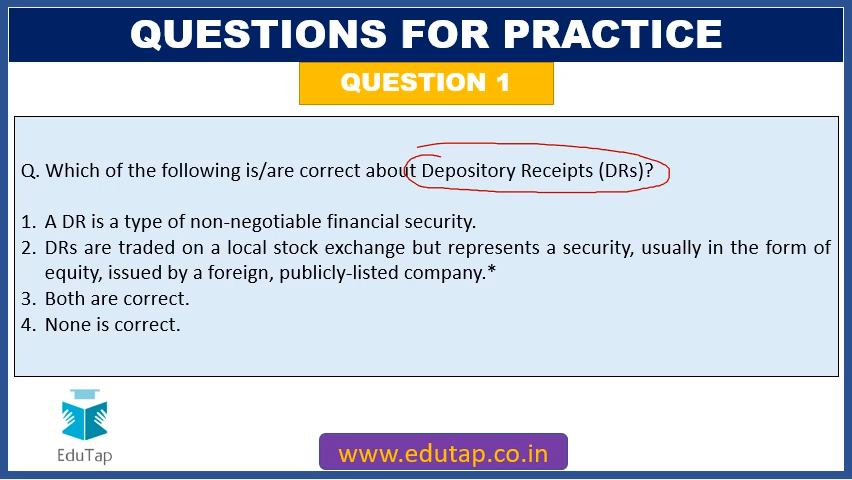 QUESTIONS FOR PRACTICE
QUESTION 1
Q. Which of the following is/are correct about Depository Receipts (DRs)?
1. A DR is a type of non-negotiable financial security.
2. DRs are traded on a local stock exchange but represents a security, usually in the form of
equity, issued by a foreign, publicly-listed company.*
3. Both are correct.
4. None is correct.
EduTap
www.edutap.co.in